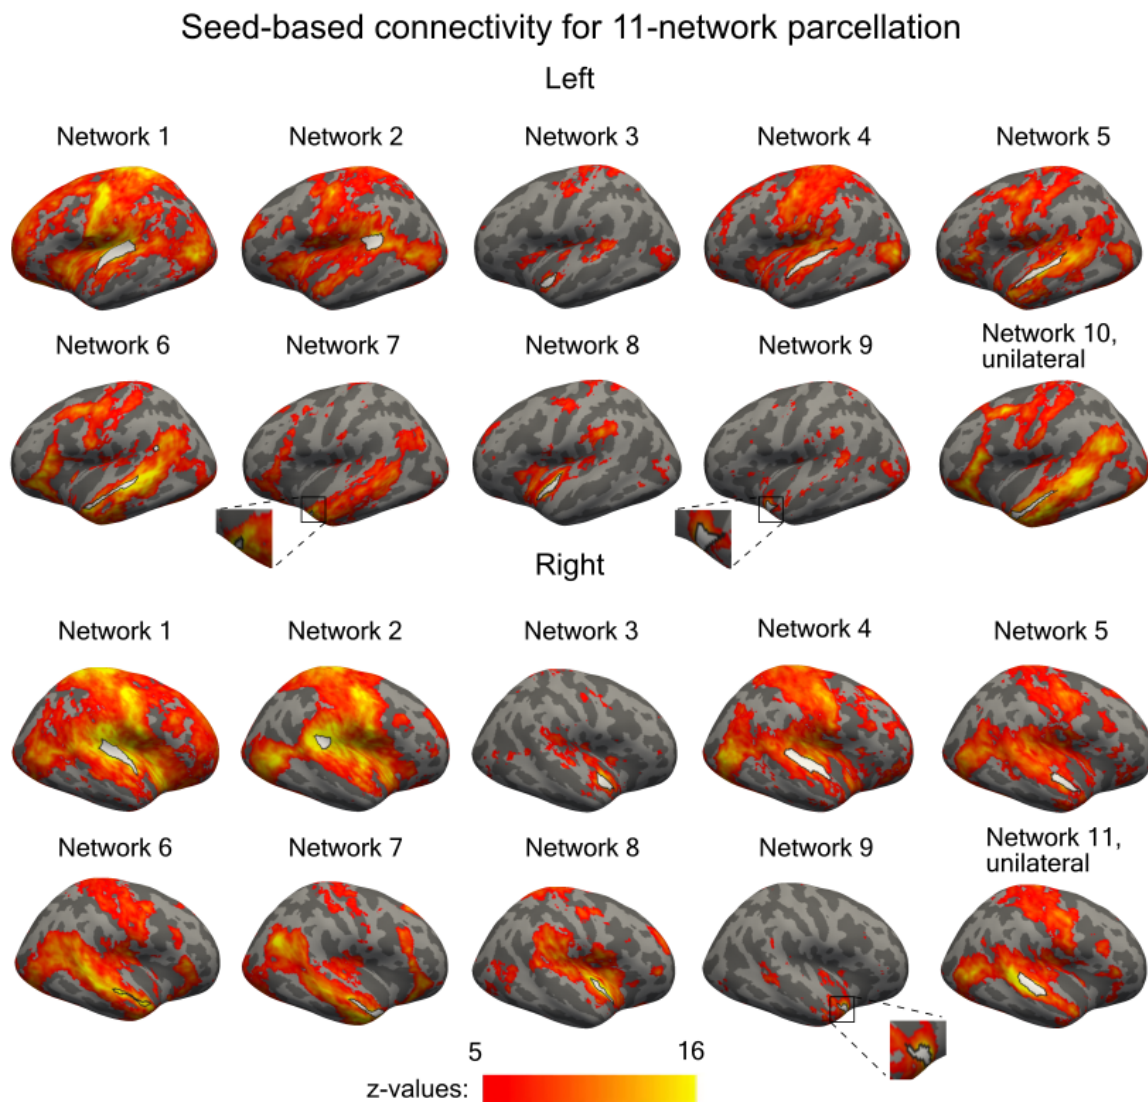 Seed-based connectivity for 11-network parcellation
Left
Network 1
Network 2
Network 3
Network 4
Network 5
Network 6
Network 7
Network 8
Network 9
Network 10,
unilateral
Right
Network 1
Network 2
Network 3
Network 4
Network 5
Network 6
Network 7
Network 8
Network 9
Network 11,
unilateral
5
16
z-values: